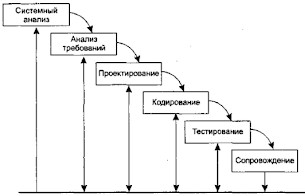 Системный
анализ
Анализ
требований
Проектирование
Кодирование
Тестирование
Сопровождение